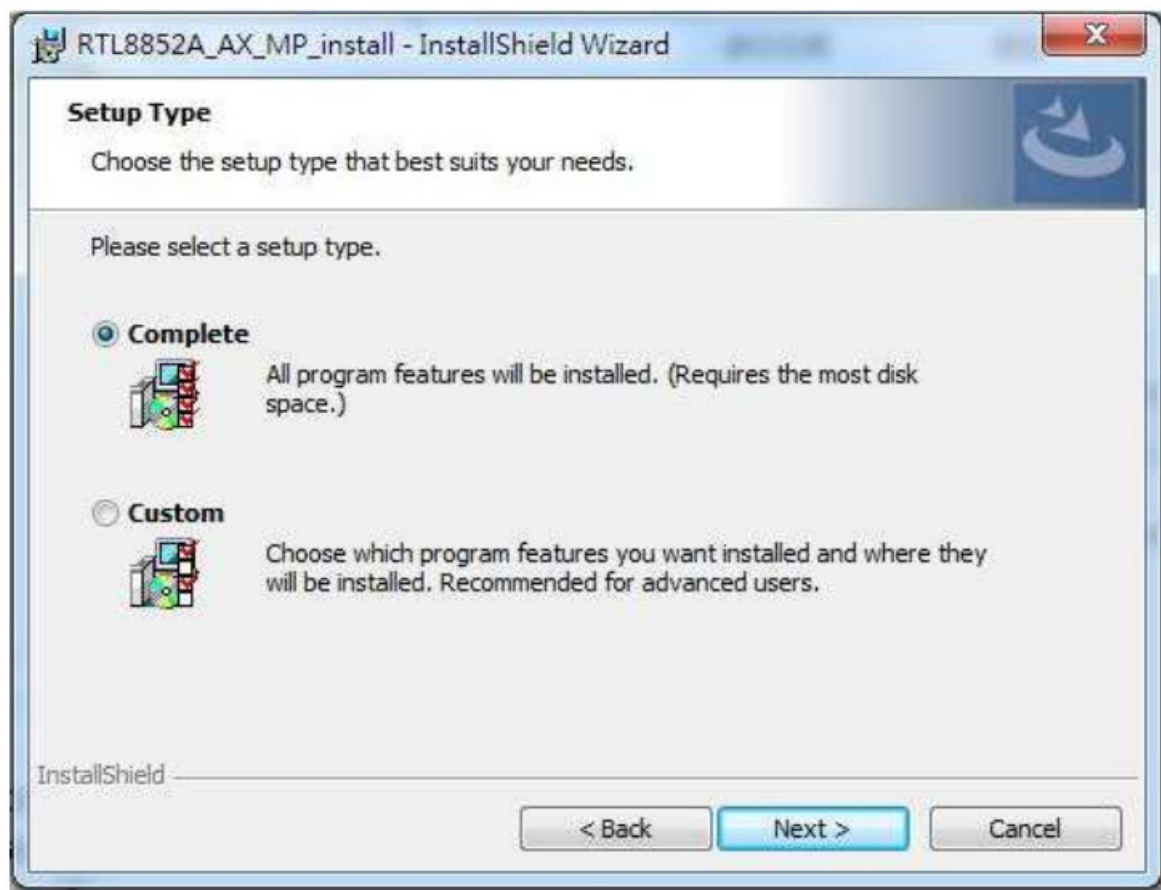 RTL8852A_AX_MP_install - InstallShield Wizard
Setup Type
Choose the setup type that best suits your needs.
Please select a setup type.
Complete
All program features will be installed. (Requires the most disk
space.)
Custom
Choose which program features you want installed and where they
will be installed. Recommended for advanced users.
InstallShield
< Back
Next >
Cancel